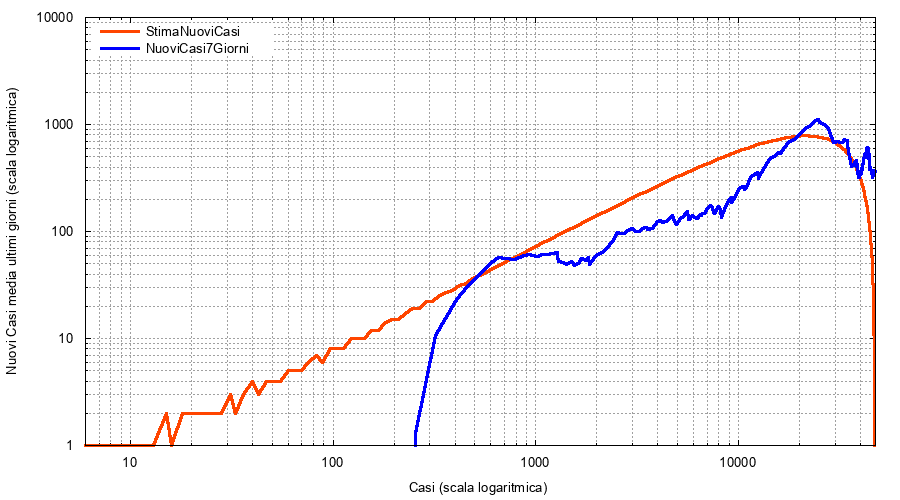 10000
StimaNuoviCasi
NuoviCasi7Giorni
1000
Nuovi Casi media ultimi giorni (scala logaritmica)
100
10
1
10 100 1000 10000
Casi (scala logaritmica)